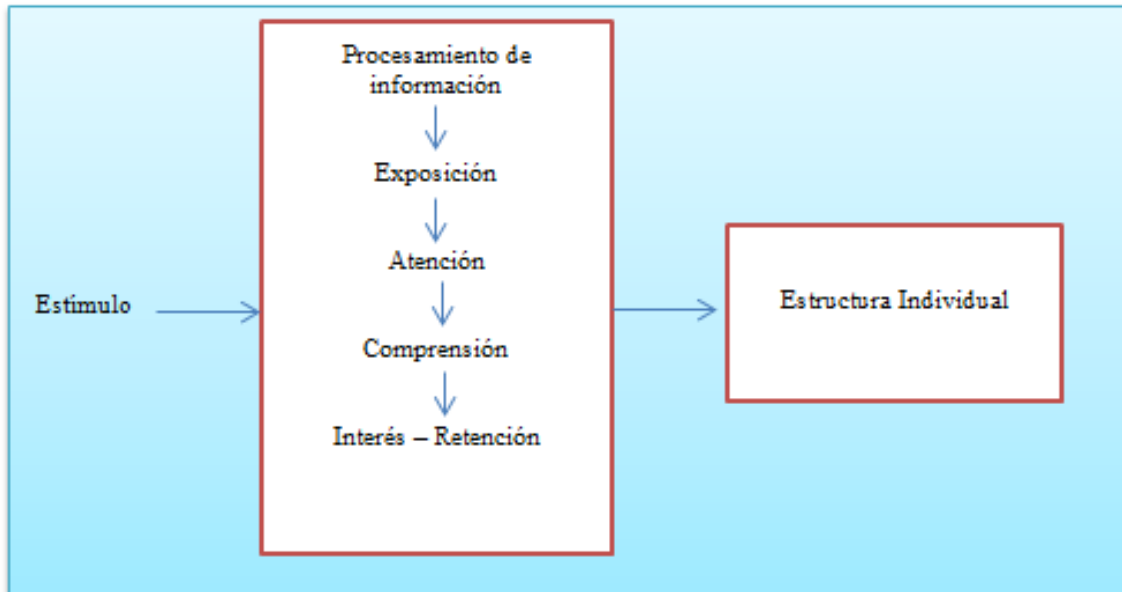 Procesamiento de
información
Exposición
Atención
Estímulo
Comprensión
Interés – Retención
Estructura Individual